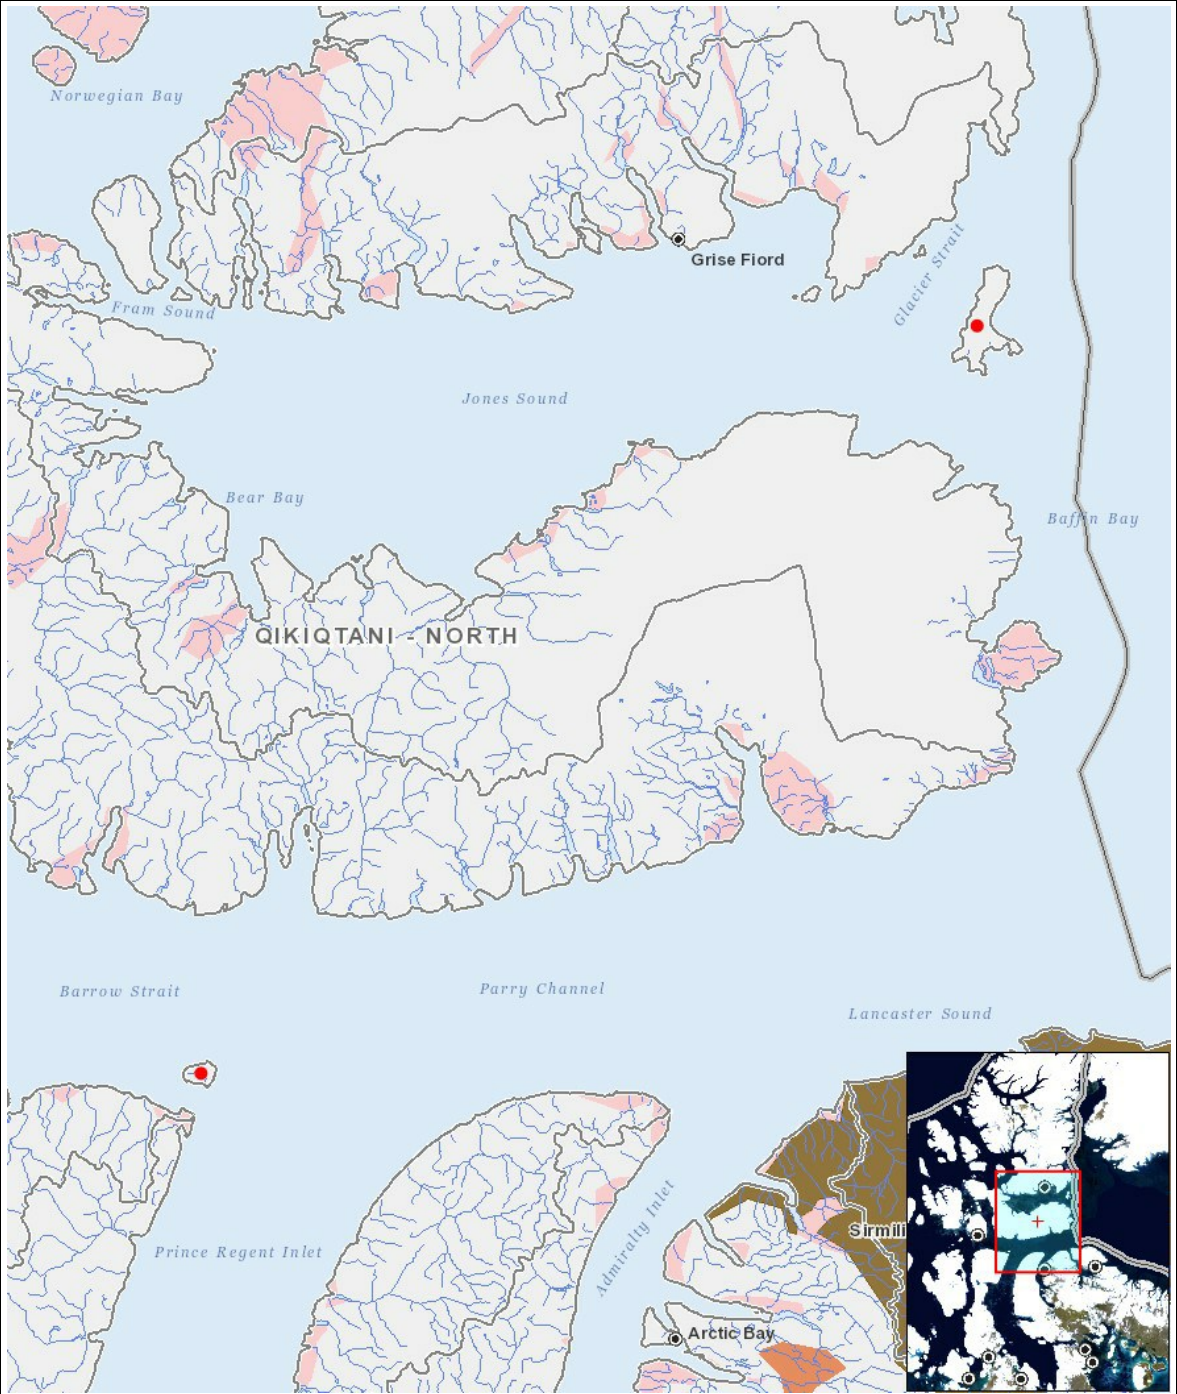 Norwegian Bay
Grise Fiord
Glacier Strait
Fram Sound
Jones Sound
Bear Bay
Baffin Bay
QIKIQTANI - NORTH
Barrow Strait
Parry Channel
Lancaster Sound
Admiralty Inlet
Sirmili
Prince Regent Inlet
Arctic Bay